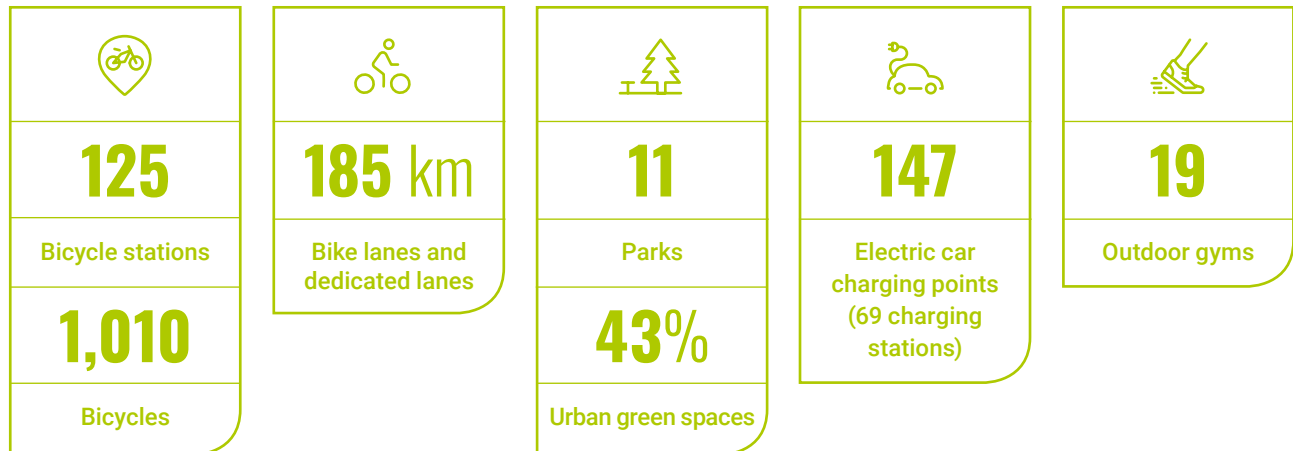 125
Bicycle stations
1,010
Bicycles
185 km
Bike lanes and
dedicated lanes
11
Parks
43%
Urban green spaces
147
Electric car
charging points
(69 charging
stations)
19
Outdoor gyms